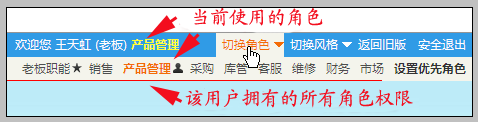 当前使用的角色
欢迎您 王天虹 (老板) 产品管理 切换角色 切换风格 返回旧版 安全退出
老板职能★ 销售 产品管理 采购 库管 客服 维修 财务 市场 设置优先角色
该用户拥有的所有角色权限